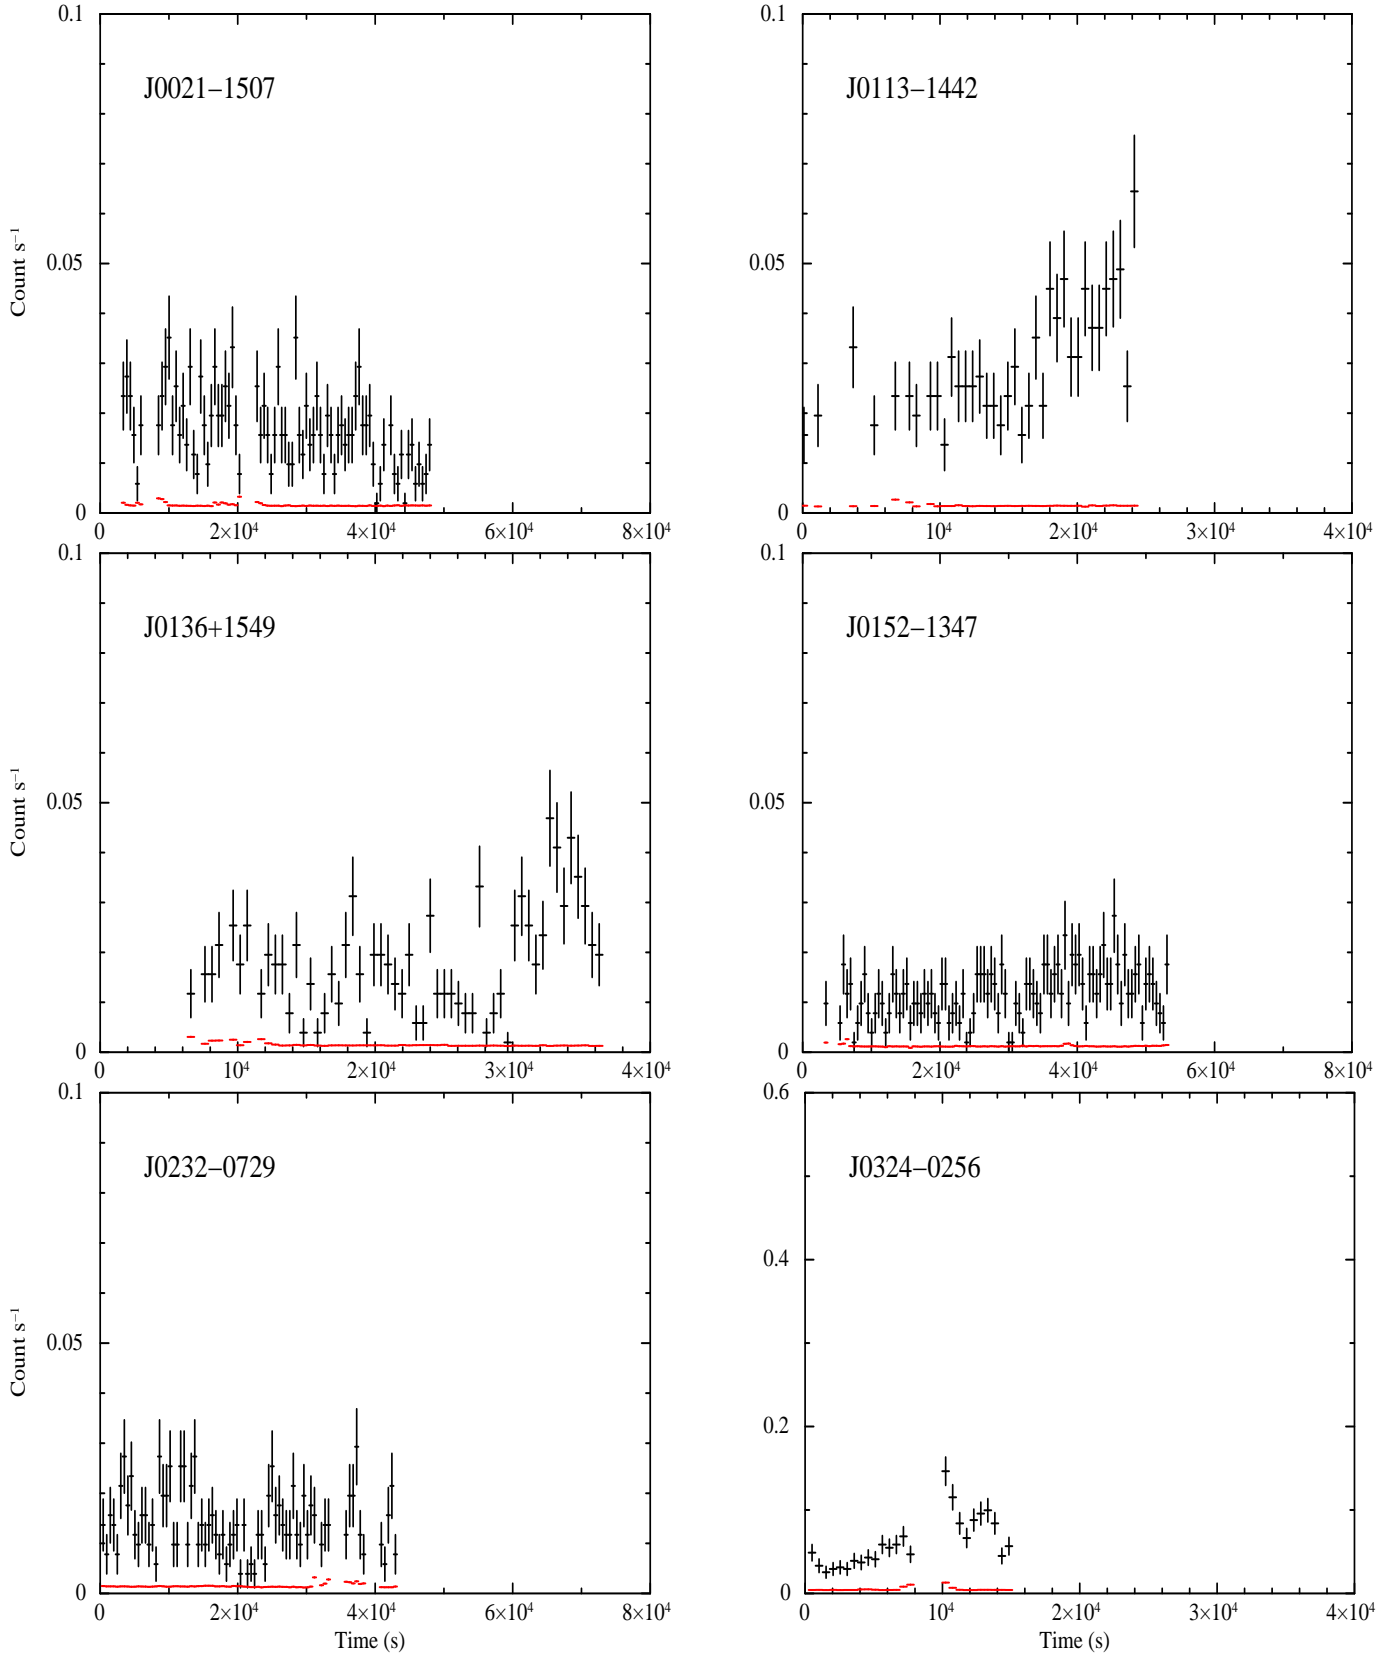 0.1
J0021−1507
0.05
Count s⁻¹
0
0 2×10⁴ 4×10⁴ 6×10⁴ 8×10⁴
0.1
J0113−1442
0.05
0
0 10⁴ 2×10⁴ 3×10⁴ 4×10⁴
0.1
J0136+1549
0.05
Count s⁻¹
0
0 10⁴ 2×10⁴ 3×10⁴ 4×10⁴
0.1
J0152−1347
0.05
0
0 2×10⁴ 4×10⁴ 6×10⁴ 8×10⁴
0.1
J0232−0729
0.05
Count s⁻¹
0
0 2×10⁴ 4×10⁴ 6×10⁴ 8×10⁴
Time (s)
0.6
J0324−0256
0.4
0.2
0
0 10⁴ 2×10⁴ 3×10⁴ 4×10⁴
Time (s)